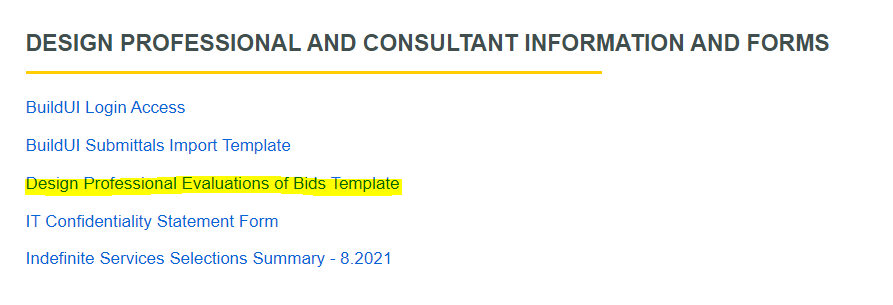 DESIGN PROFESSIONAL AND CONSULTANT INFORMATION AND FORMS
BuildUI Login Access
BuildUI Submittals Import Template
Design Professional Evaluations of Bids Template
IT Confidentiality Statement Form
Indefinite Services Selections Summary - 8.2021